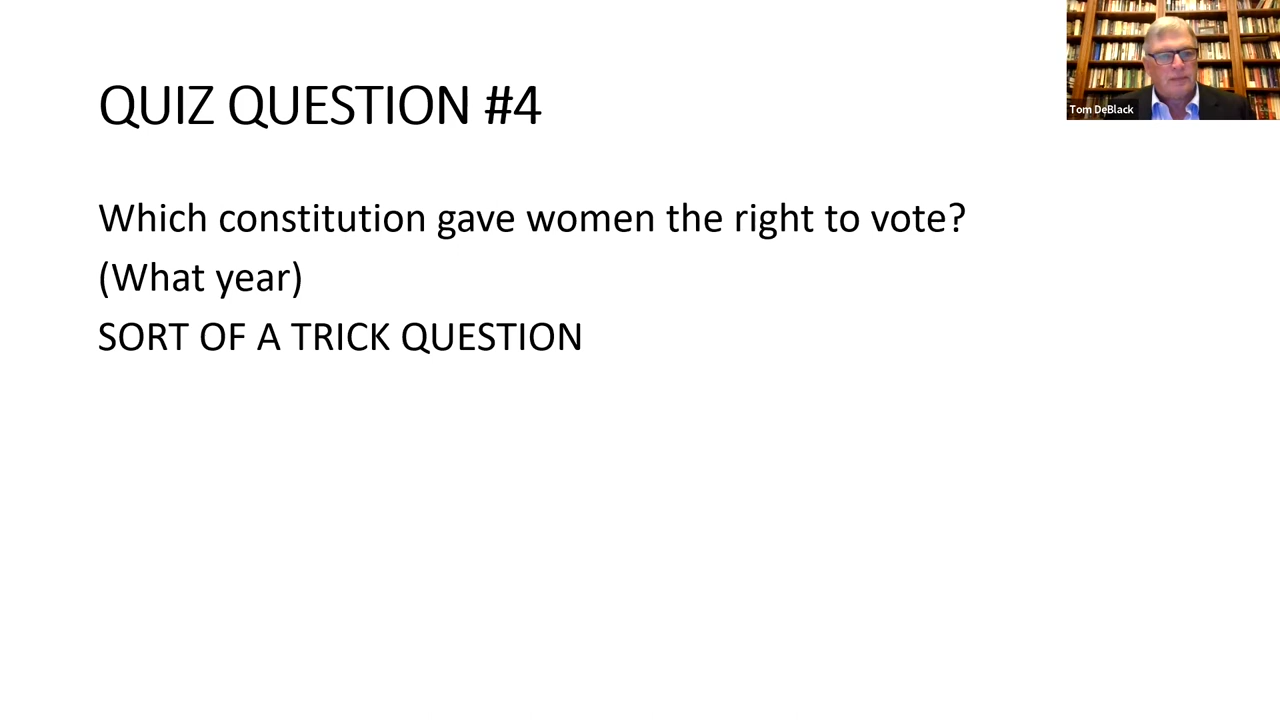 QUIZ QUESTION #4
Tom DeBlack
Which constitution gave women the right to vote?
(What year)
SORT OF A TRICK QUESTION